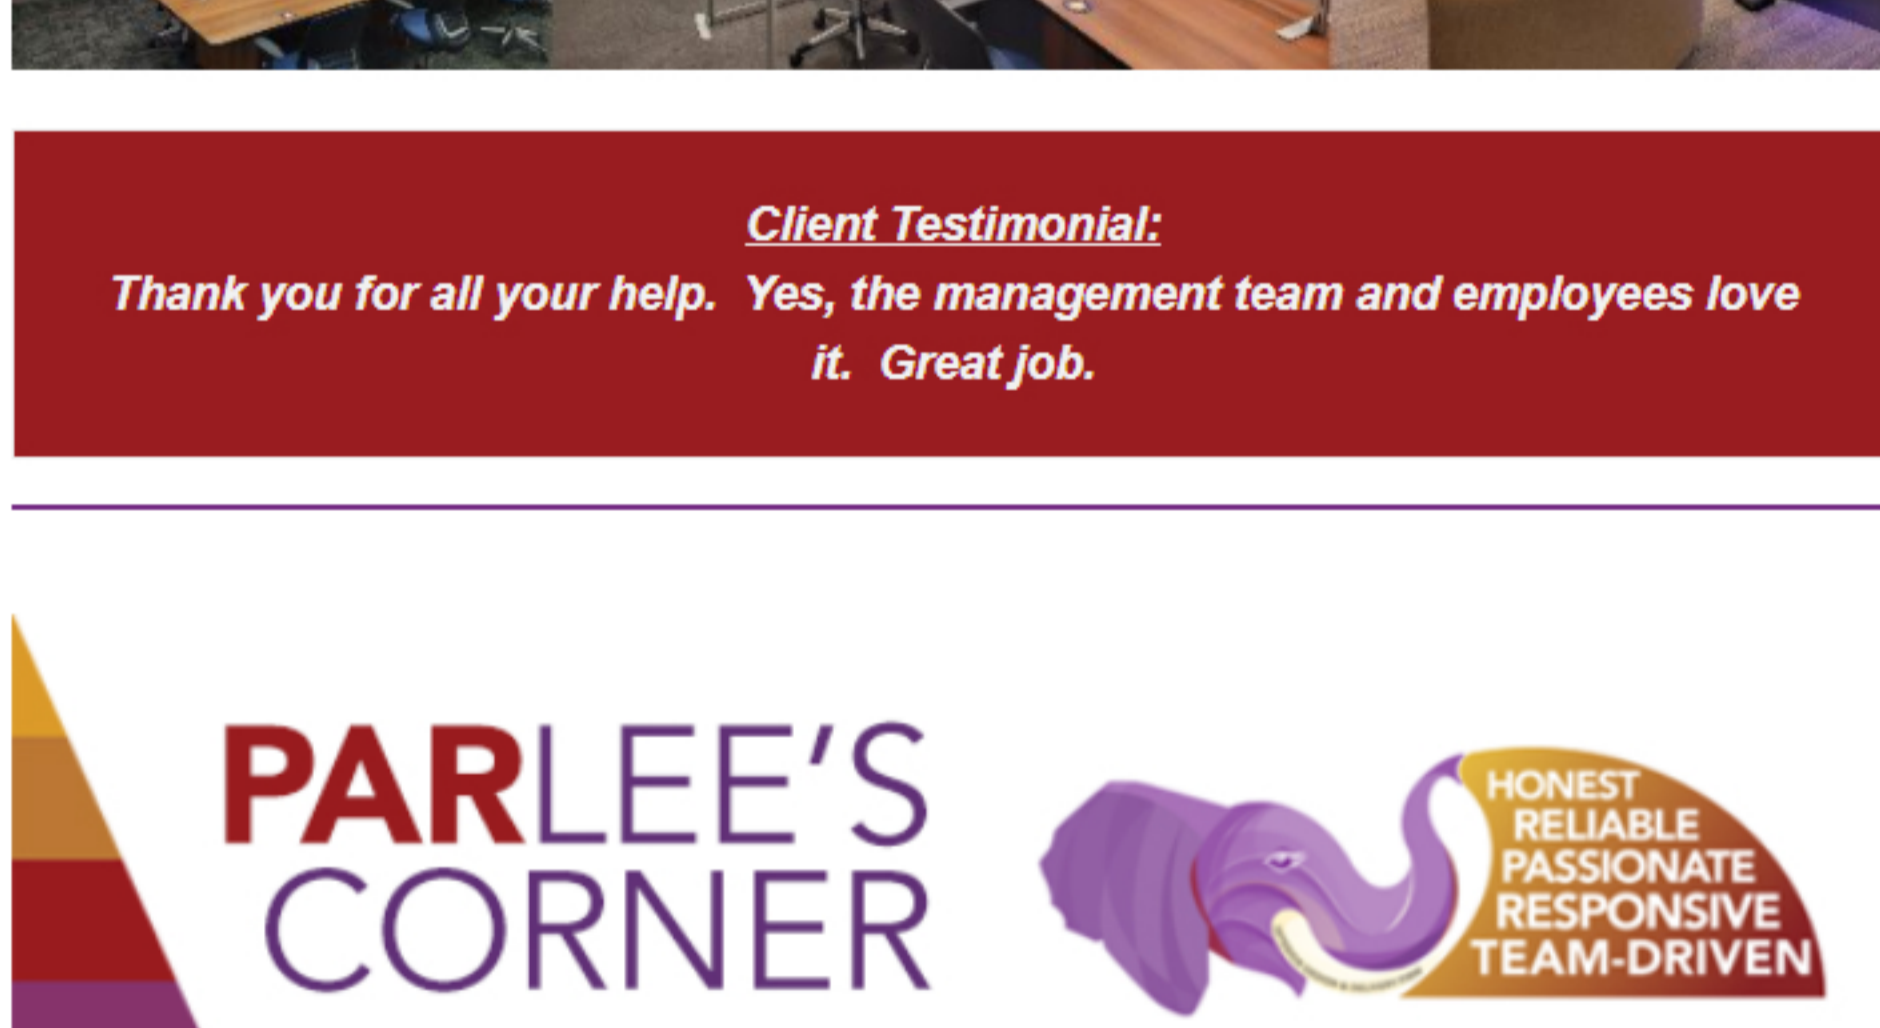 Client Testimonial:
Thank you for all your help.  Yes, the management team and employees love
it.  Great job.
PARLEE'S
CORNER
HONEST
RELIABLE
PASSIONATE
RESPONSIVE
TEAM-DRIVEN